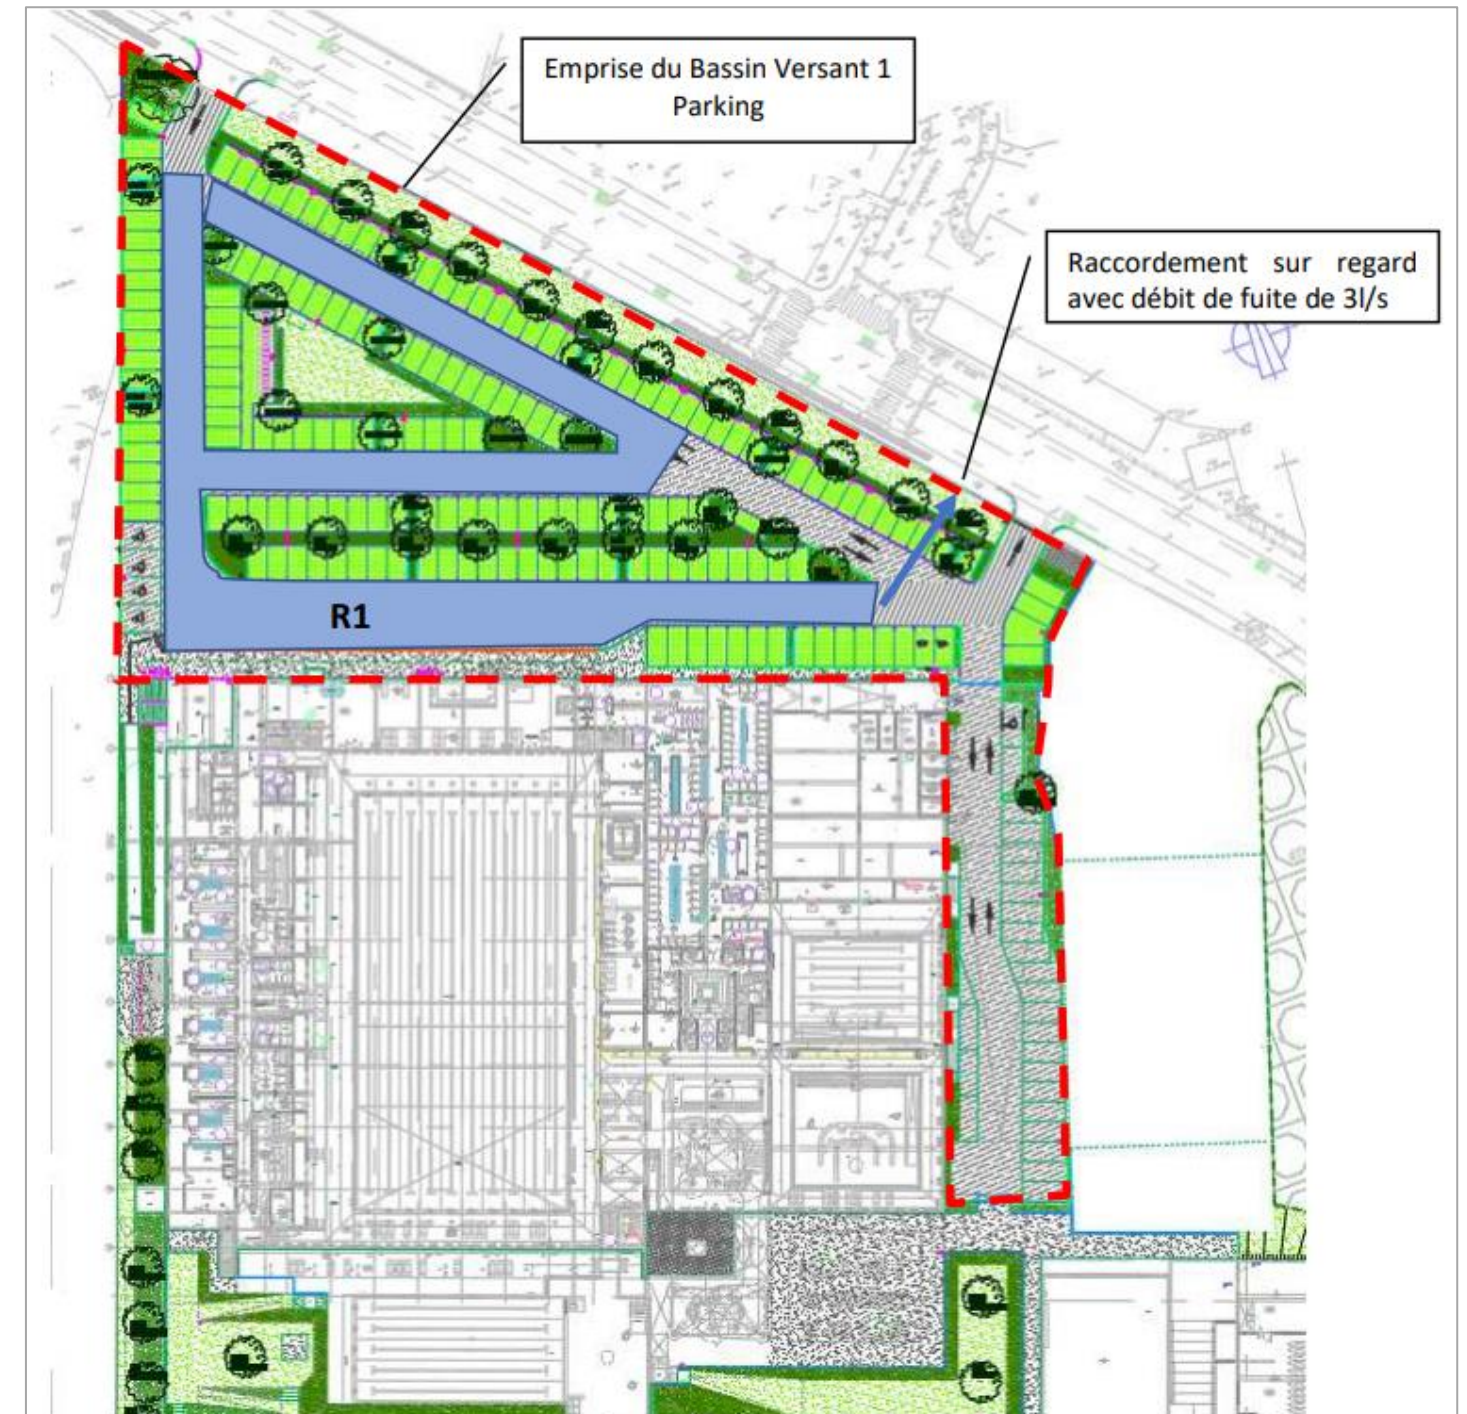 Emprise du Bassin Versant 1
Parking
Raccordement sur regard
avec débit de fuite de 3l/s
R1